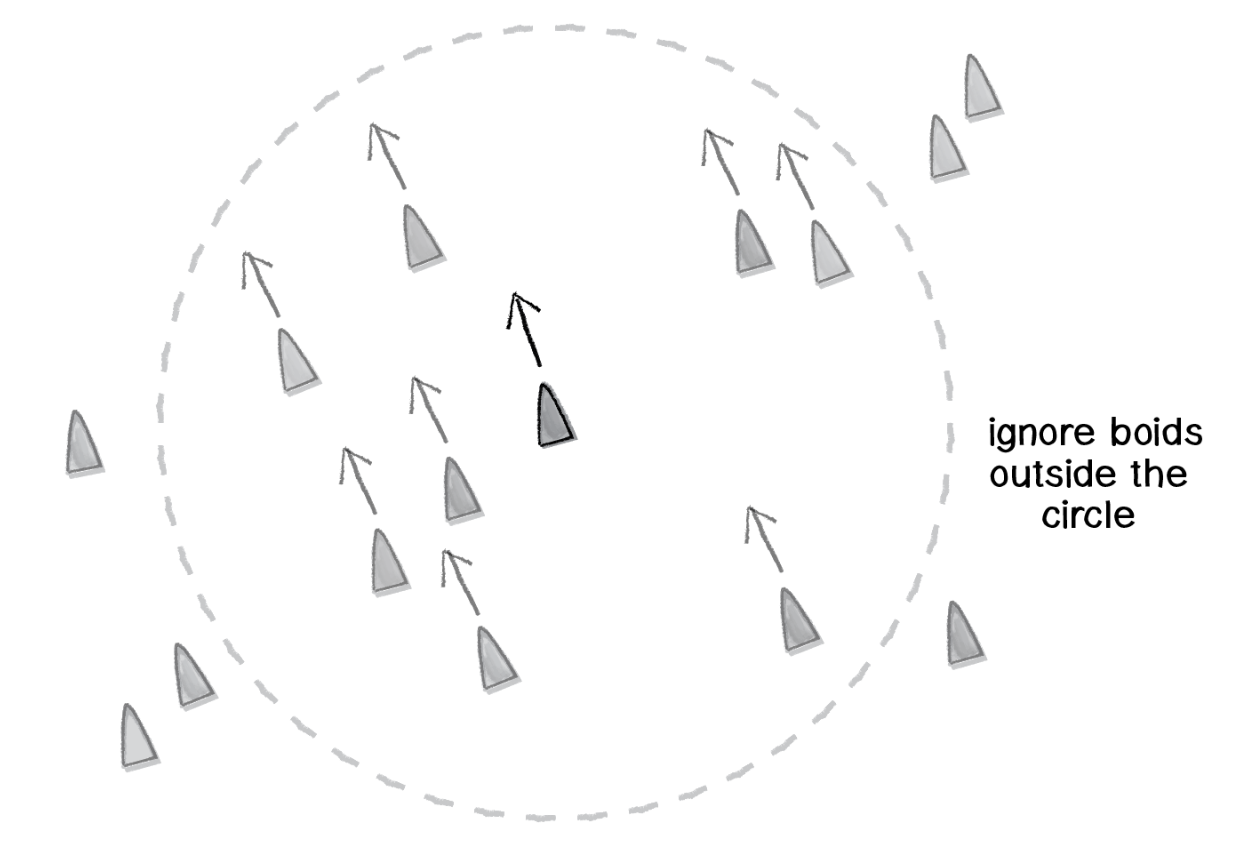 ignore boids
outside the
circle